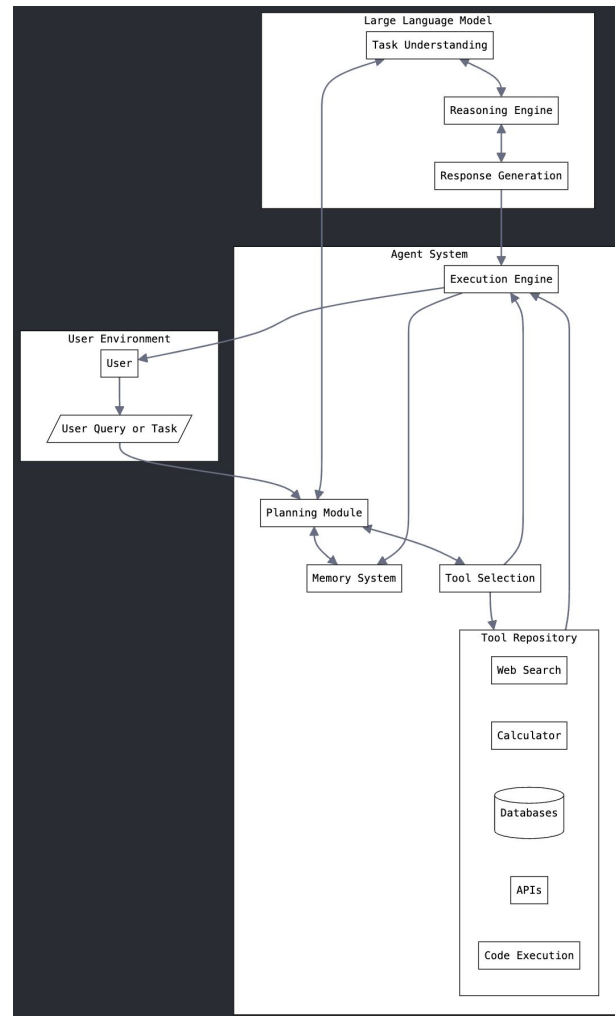 Large Language Model
Task Understanding
Reasoning Engine
Response Generation
Agent System
Execution Engine
User Environment
User
User Query or Task
Planning Module
Memory System
Tool Selection
Tool Repository
Web Search
Calculator
Databases
APIs
Code Execution